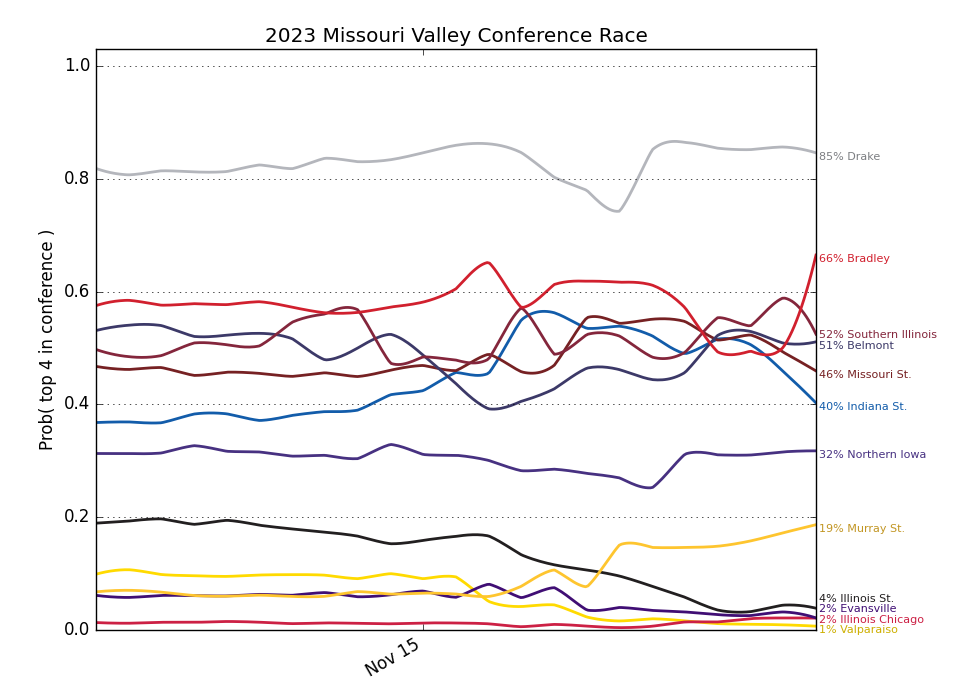 2023 Missouri Valley Conference Race
Prob( top 4 in conference )
1.0
0.8
0.6
0.4
0.2
0.0
Nov 15
85% Drake
66% Bradley
52% Southern Illinois
51% Belmont
46% Missouri St.
40% Indiana St.
32% Northern Iowa
19% Murray St.
4% Illinois St.
2% Evansville
2% Illinois Chicago
1% Valparaiso